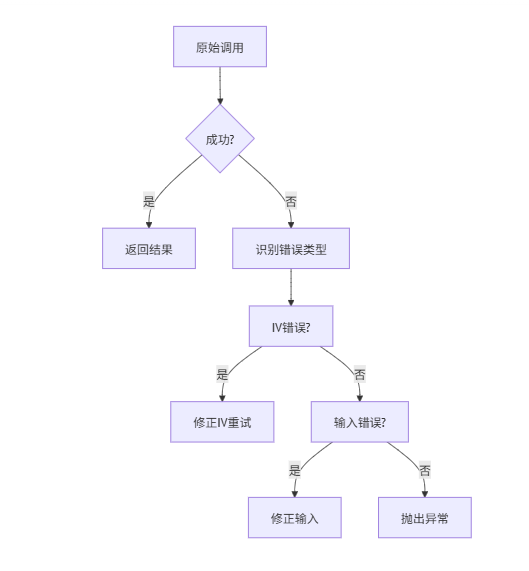 原始调用
成功?
是
否
返回结果
识别错误类型
IV错误?
是
否
修正IV重试
输入错误?
是
否
修正输入
抛出异常